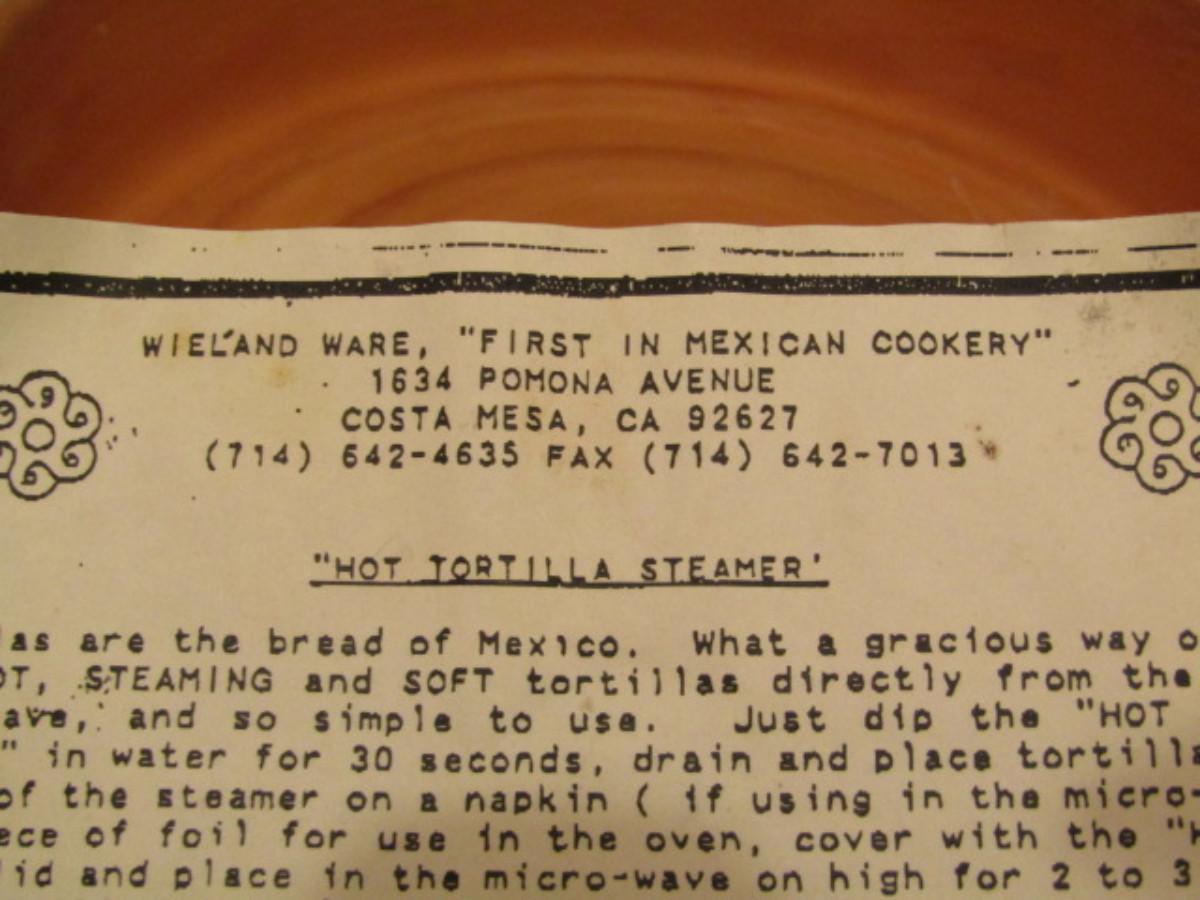 WIELAND WARE, "FIRST IN MEXICAN COOKERY"
1634 POMONA AVENUE
COSTA MESA, CA 92627
(714) 642-4635 FAX (714) 642-7013
"HOT TORTILLA STEAMER'
las are the bread of Mexico. What a gracious way o
OT, STEAMING and SOFT tortillas directly from the
ave, and so simple to use. Just dip the "HOT
" in water for 30 seconds, drain and place tortilla
of the steamer on a napkin ( if using in the micro-
ece of foil for use in the oven, cover with the "H
lid and place in the micro-wave on high for 2 to 3